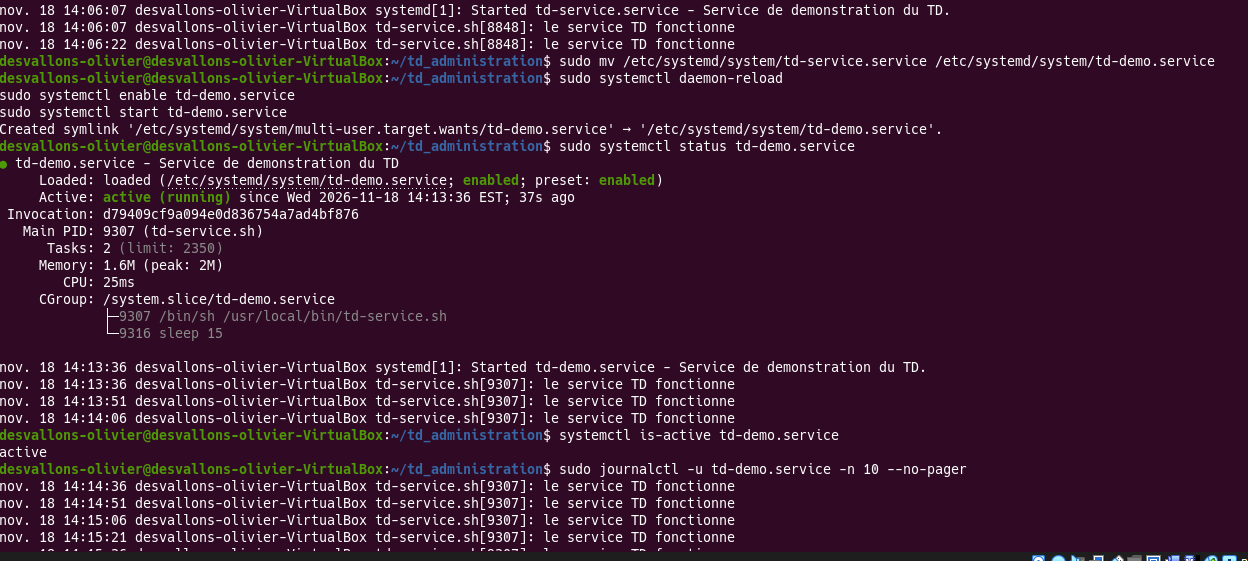 nov. 18 14:06:07 desvallons-olivier-VirtualBox systemd[1]: Started td-service.service - Service de demonstration du TD.
nov. 18 14:06:07 desvallons-olivier-VirtualBox td-service.sh[8848]: le service TD fonctionne
nov. 18 14:06:22 desvallons-olivier-VirtualBox td-service.sh[8848]: le service TD fonctionne
desvallons-olivier@desvallons-olivier-VirtualBox:~/td_administration$ sudo mv /etc/systemd/system/td-service.service /etc/systemd/system/td-demo.service
desvallons-olivier@desvallons-olivier-VirtualBox:~/td_administration$ sudo systemctl daemon-reload
sudo systemctl enable td-demo.service
sudo systemctl start td-demo.service
Created symlink '/etc/systemd/system/multi-user.target.wants/td-demo.service' → '/etc/systemd/system/td-demo.service'.
desvallons-olivier@desvallons-olivier-VirtualBox:~/td_administration$ sudo systemctl status td-demo.service
● td-demo.service - Service de demonstration du TD
Loaded: loaded (/etc/systemd/system/td-demo.service; enabled; preset: enabled)
Active: active (running) since Wed 2026-11-18 14:13:36 EST; 37s ago
Invocation: d79409cf9a094e0d836754a7ad4bf876
Main PID: 9307 (td-service.sh)
Tasks: 2 (limit: 2350)
Memory: 1.6M (peak: 2M)
CPU: 25ms
CGroup: /system.slice/td-demo.service
├─9307 /bin/sh /usr/local/bin/td-service.sh
└─9316 sleep 15
nov. 18 14:13:36 desvallons-olivier-VirtualBox systemd[1]: Started td-demo.service - Service de demonstration du TD.
nov. 18 14:13:36 desvallons-olivier-VirtualBox td-service.sh[9307]: le service TD fonctionne
nov. 18 14:13:51 desvallons-olivier-VirtualBox td-service.sh[9307]: le service TD fonctionne
nov. 18 14:14:06 desvallons-olivier-VirtualBox td-service.sh[9307]: le service TD fonctionne
desvallons-olivier@desvallons-olivier-VirtualBox:~/td_administration$ systemctl is-active td-demo.service
active
desvallons-olivier@desvallons-olivier-VirtualBox:~/td_administration$ sudo journalctl -u td-demo.service -n 10 --no-pager
nov. 18 14:14:36 desvallons-olivier-VirtualBox td-service.sh[9307]: le service TD fonctionne
nov. 18 14:14:51 desvallons-olivier-VirtualBox td-service.sh[9307]: le service TD fonctionne
nov. 18 14:15:06 desvallons-olivier-VirtualBox td-service.sh[9307]: le service TD fonctionne
nov. 18 14:15:21 desvallons-olivier-VirtualBox td-service.sh[9307]: le service TD fonctionne